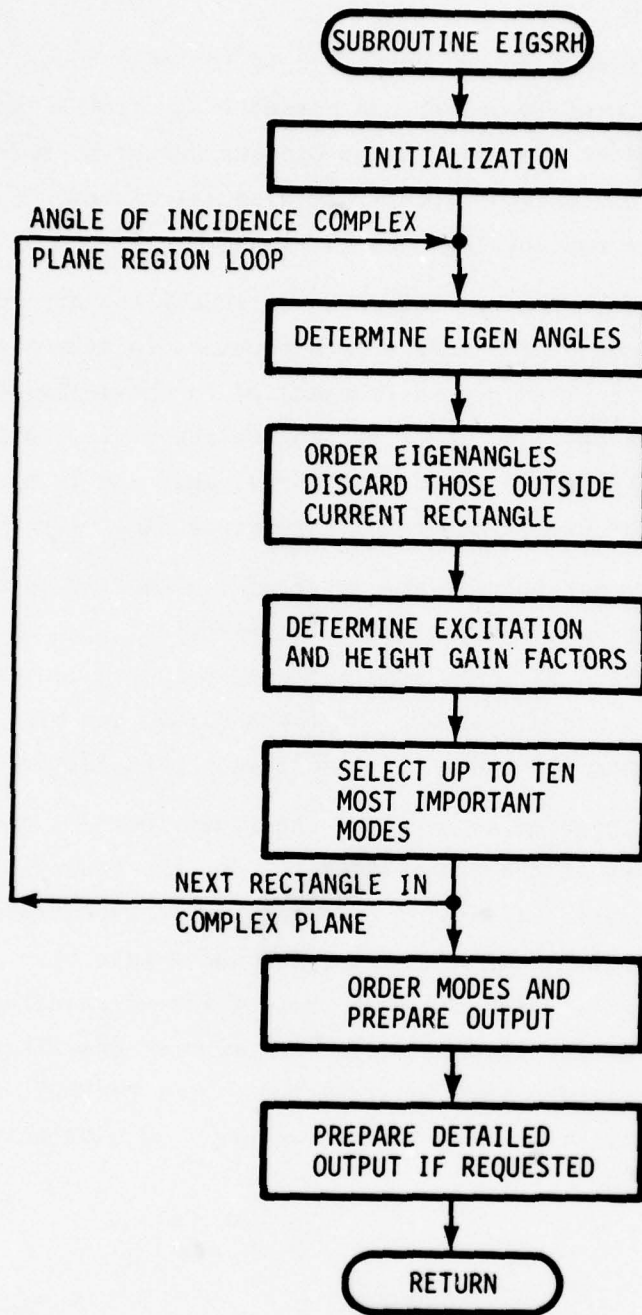 SUBROUTINE EIGSRH
INITIALIZATION
ANGLE OF INCIDENCE COMPLEX
PLANE REGION LOOP
DETERMINE EIGEN ANGLES
ORDER EIGENANGLES
DISCARD THOSE OUTSIDE
CURRENT RECTANGLE
DETERMINE EXCITATION
AND HEIGHT GAIN FACTORS
SELECT UP TO TEN
MOST IMPORTANT
MODES
NEXT RECTANGLE IN
COMPLEX PLANE
ORDER MODES AND
PREPARE OUTPUT
PREPARE DETAILED
OUTPUT IF REQUESTED
RETURN